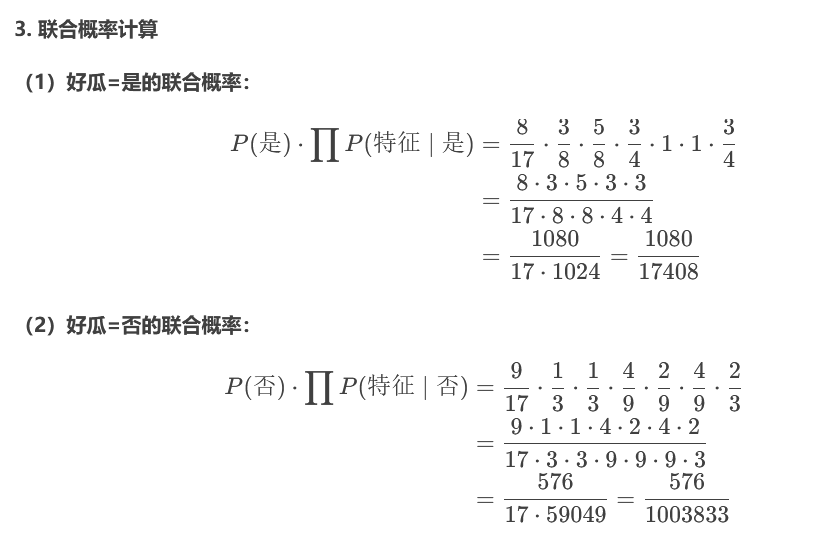 3. 联合概率计算
（1）好瓜=是的联合概率：
P(是) · ∏ P(特征 | 是) = 8/17 · 3/8 · 5/8 · 3/4 · 1 · 1 · 3/4
= (8 · 3 · 5 · 3 · 3)/(17 · 8 · 8 · 4 · 4)
= 1080/(17 · 1024) = 1080/17408
（2）好瓜=否的联合概率：
P(否) · ∏ P(特征 | 否) = 9/17 · 1/3 · 1/3 · 4/9 · 2/9 · 4/9 · 2/3
= (9 · 1 · 1 · 4 · 2 · 4 · 2)/(17 · 3 · 3 · 9 · 9 · 9 · 3)
= 576/(17 · 59049) = 576/1003833